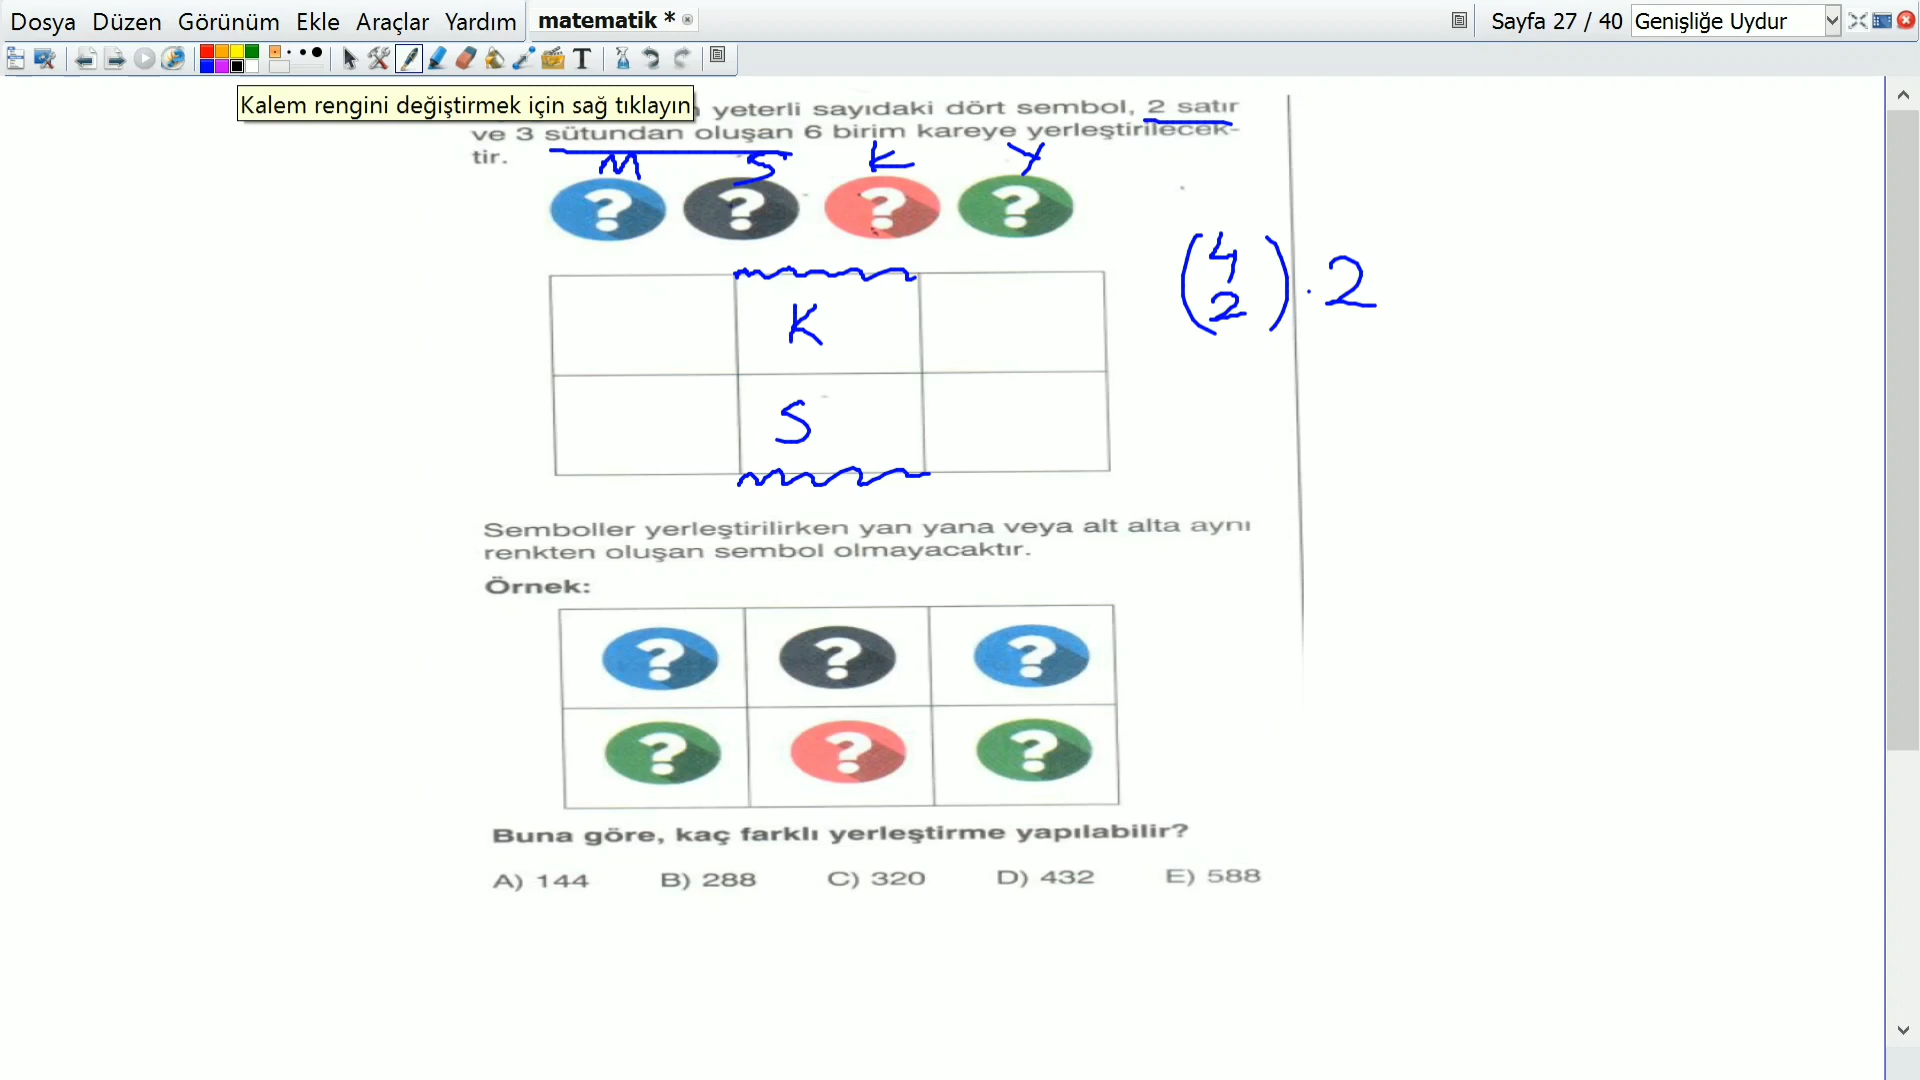 Dosya Düzen Görünüm Ekle Araçlar Yardım
matematik *
Sayfa 27 / 40
Genişliğe Uydur
T
Kalem rengini değiştirmek için sağ tıklayın
yeterli sayıdaki dört sembol, 2 satır
ve 3 sütundan oluşan 6 birim kareye yerleştirilecek-
tir.
M S K Y
? ? ? ?
(4 2) . 2
K
S
Semboller yerleştirilirken yan yana veya alt alta aynı
renkten oluşan sembol olmayacaktır.
Örnek:
? ? ?
? ? ?
Buna göre, kaç farklı yerleştirme yapılabilir?
A) 144 B) 288 C) 320 D) 432 E) 588